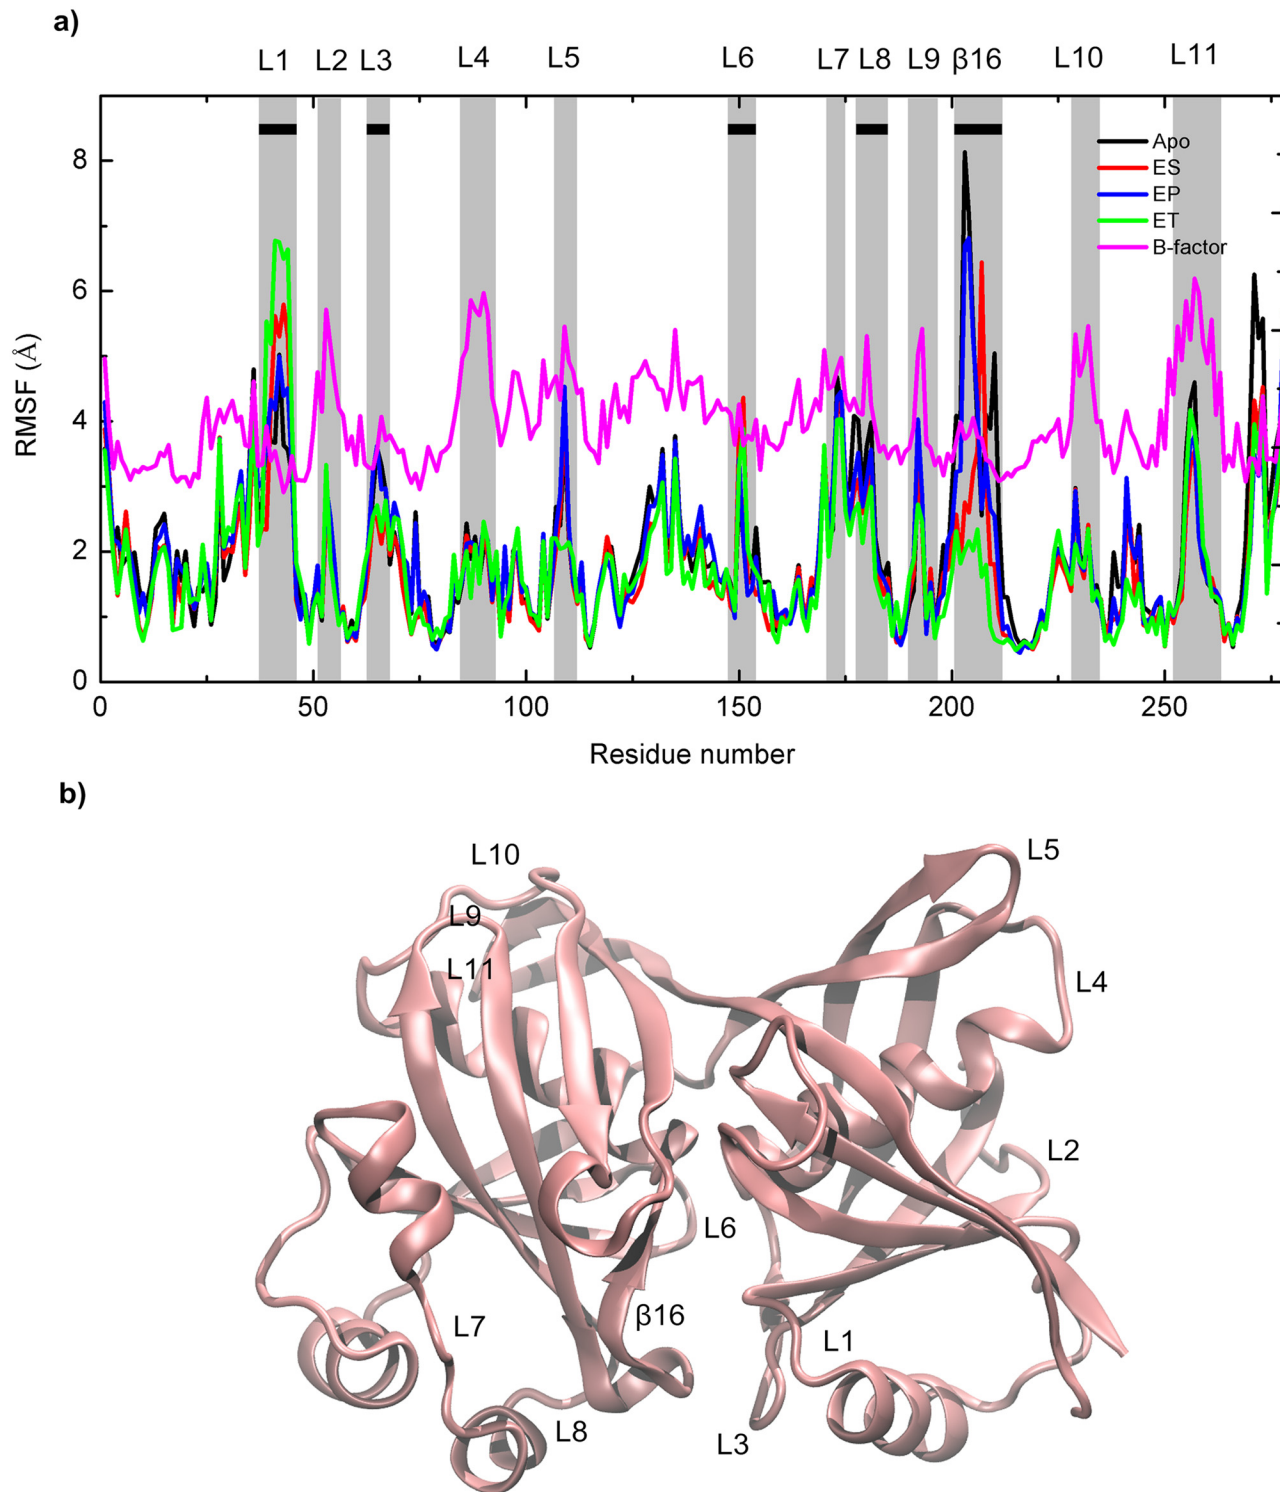 a)
L1 L2 L3 L4 L5 L6 L7 L8 L9 β16 L10 L11
Apo
ES
EP
ET
B-factor
8
6
4
2
0
RMSF (Å)
0 50 100 150 200 250
Residue number
b)
L10
L5
L9
L11
L4
L2
L6
β16
L7
L1
L8
L3